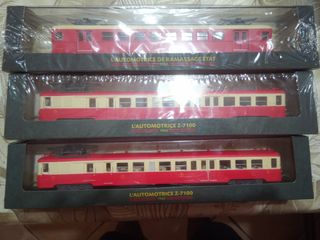 L'AUTOMOTRICE DE RAMASSAGE ETAT
L'AUTOMOTRICE Z-7100
L'AUTOMOTRICE Z-7100